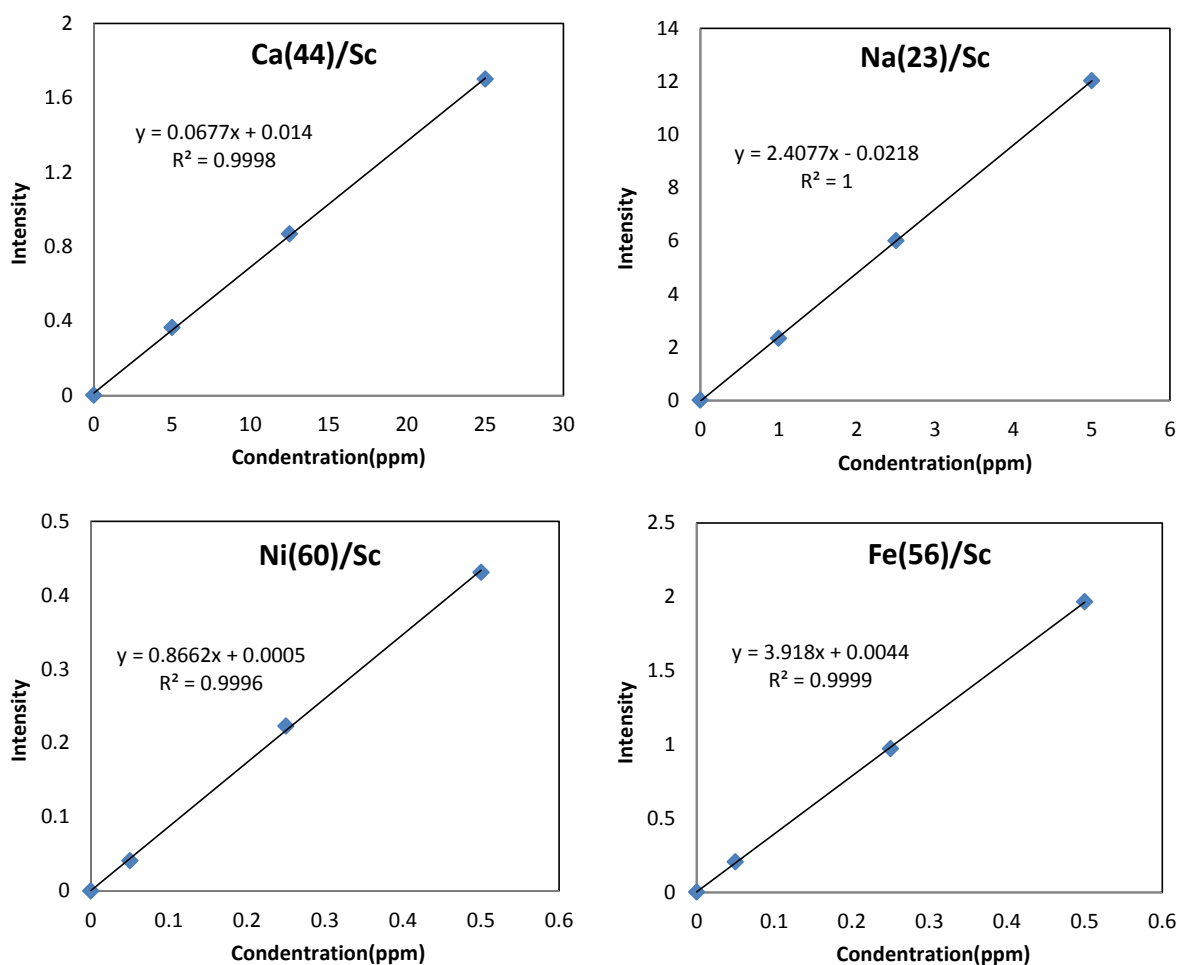 Ca(44)/Sc
y = 0.0677x + 0.014
R² = 0.9998
Intensity
2
1.6
1.2
0.8
0.4
0
0 5 10 15 20 25 30
Condentration(ppm)
Na(23)/Sc
y = 2.4077x - 0.0218
R² = 1
Intensity
14
12
10
8
6
4
2
0
0 1 2 3 4 5 6
Condentration(ppm)
Ni(60)/Sc
y = 0.8662x + 0.0005
R² = 0.9996
Intensity
0.5
0.4
0.3
0.2
0.1
0
0 0.1 0.2 0.3 0.4 0.5 0.6
Condentration(ppm)
Fe(56)/Sc
y = 3.918x + 0.0044
R² = 0.9999
Intensity
2.5
2
1.5
1
0.5
0
0 0.1 0.2 0.3 0.4 0.5 0.6
Condentration(ppm)